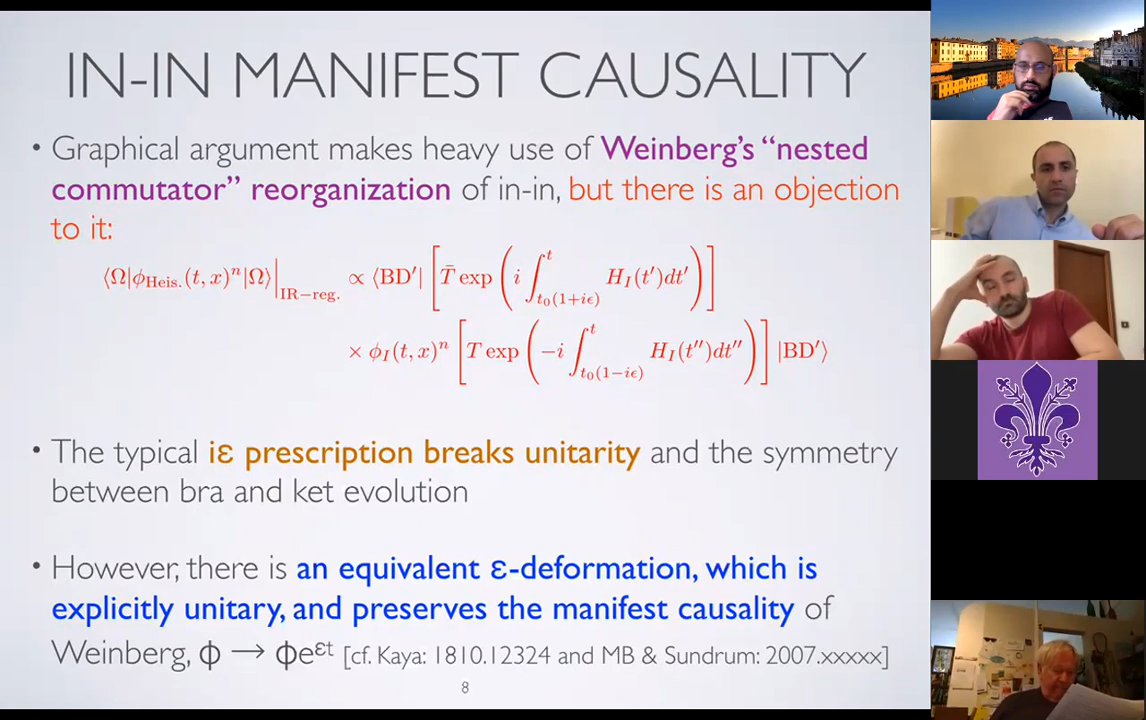 IN-IN MANIFEST CAUSALITY
• Graphical argument makes heavy use of Weinberg's “nested
commutator” reorganization of in-in, but there is an objection
to it:
⟨Ω|ϕ_Heis.(t, x)^n|Ω⟩|_IR−reg. ∝ ⟨BD′| [T̄ exp (i ∫_{t_0(1+iϵ)}^t H_I(t′)dt′)]
× ϕ_I(t, x)^n [T exp (−i ∫_{t_0(1−iϵ)}^t H_I(t″)dt″)] |BD′⟩
• The typical iε prescription breaks unitarity and the symmetry
between bra and ket evolution
• However, there is an equivalent ε-deformation, which is
explicitly unitary, and preserves the manifest causality of
Weinberg, ϕ → ϕe^εt [cf. Kaya: 1810.12324 and MB & Sundrum: 2007.xxxxx]
8